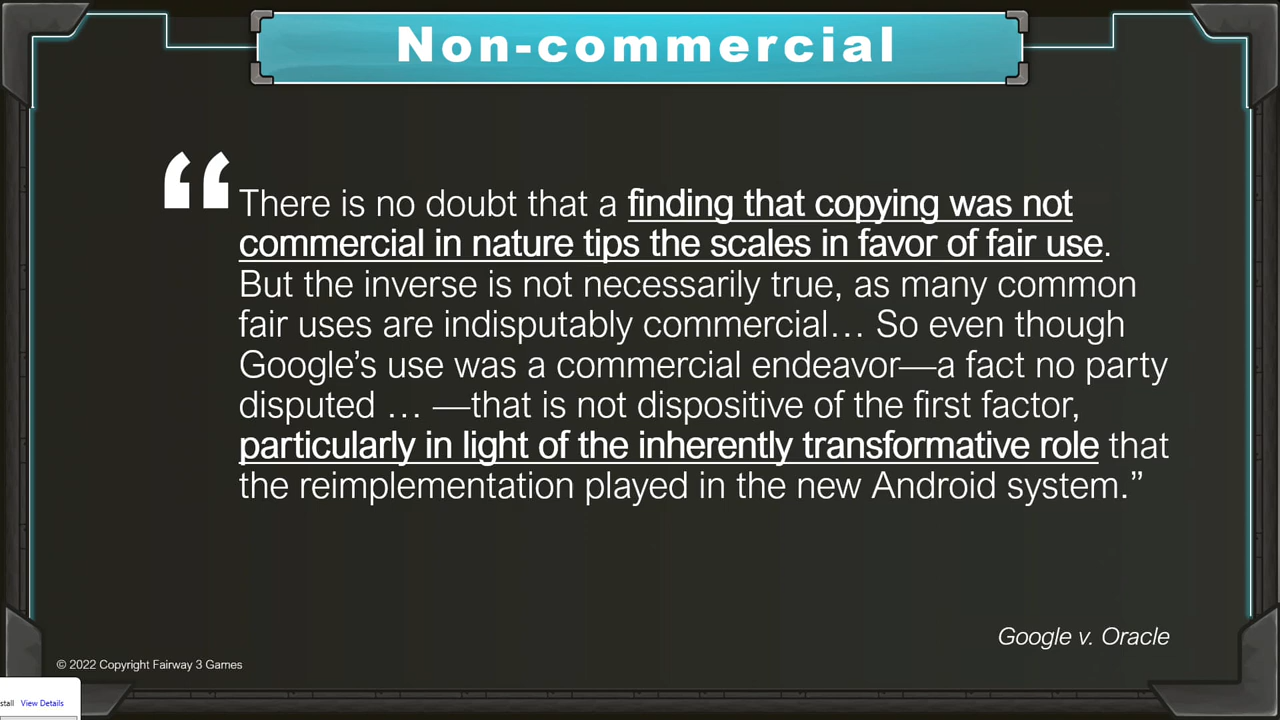 Non-commercial
“There is no doubt that a finding that copying was not
commercial in nature tips the scales in favor of fair use.
But the inverse is not necessarily true, as many common
fair uses are indisputably commercial… So even though
Google’s use was a commercial endeavor—a fact no party
disputed … —that is not dispositive of the first factor,
particularly in light of the inherently transformative role that
the reimplementation played in the new Android system.”
Google v. Oracle
© 2022 Copyright Fairway 3 Games
stall View Details